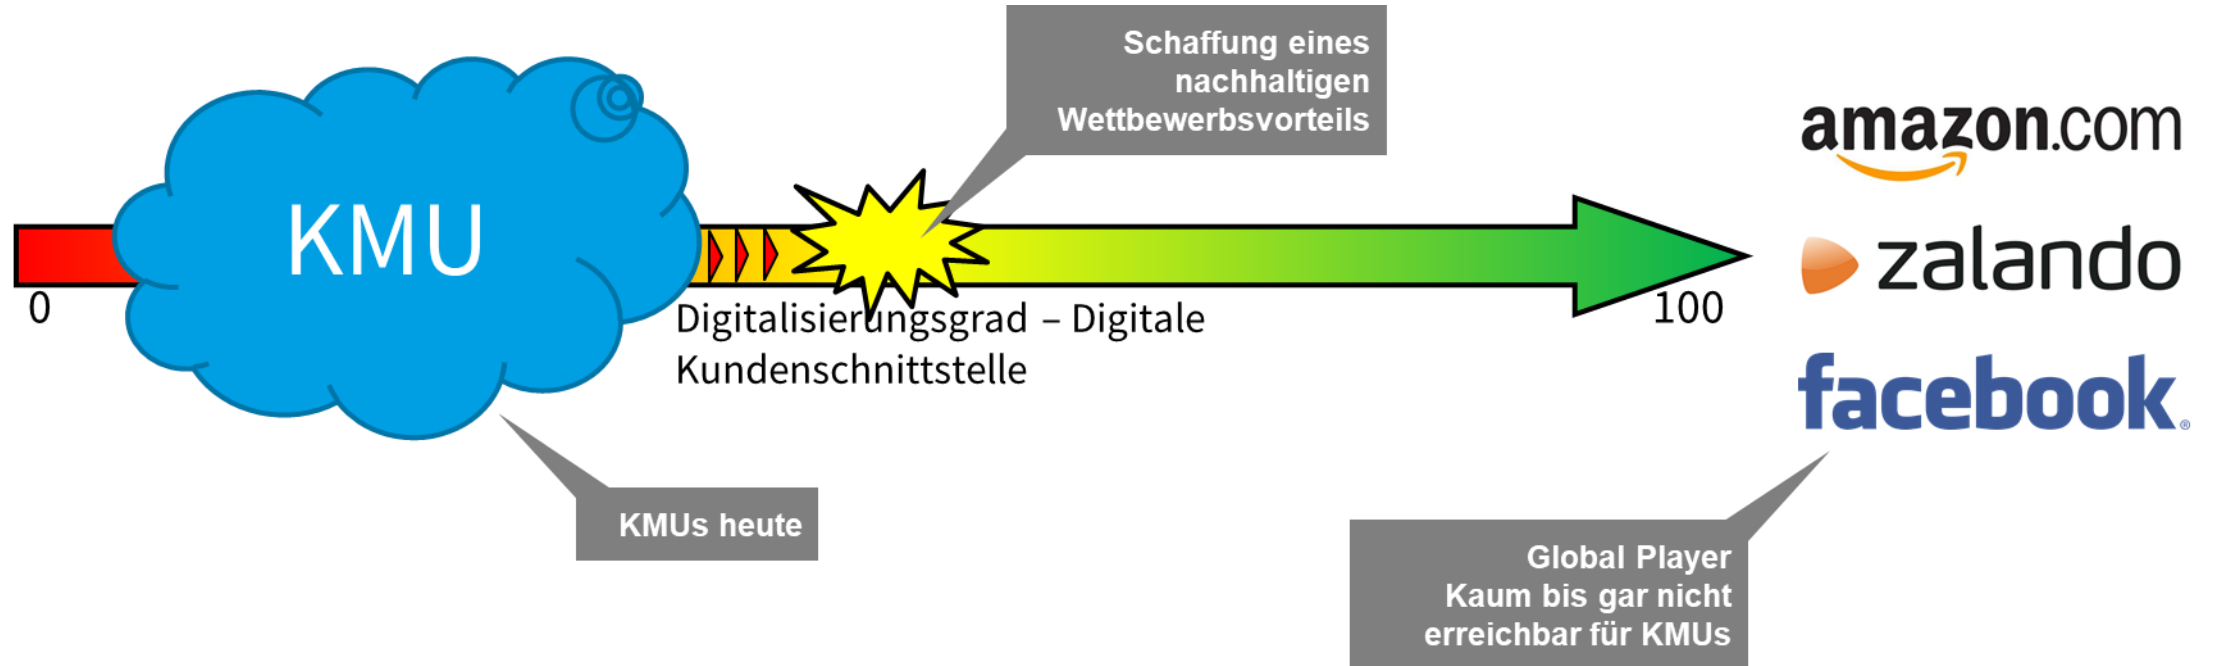 Schaffung eines
nachhaltigen
Wettbewerbsvorteils
KMU
0
100
Digitalisierungsgrad – Digitale
Kundenschnittstelle
amazon.com
zalando
facebook®
KMUs heute
Global Player
Kaum bis gar nicht
erreichbar für KMUs